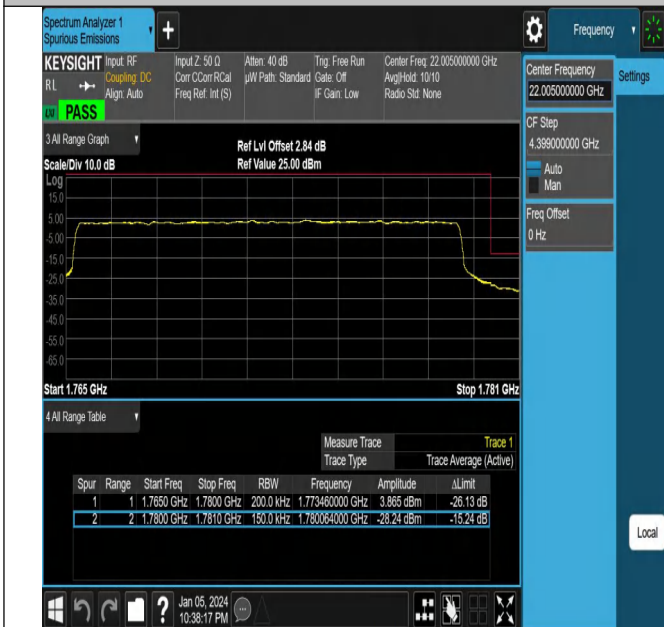 Spectrum Analyzer 1
Spurious Emissions
+
Frequency
KEYSIGHT
RL
Input: RF
Coupling: DC
Align: Auto
Input Z: 50 Ω
Corr CCorr RCal
Freq Ref: Int (S)
Atten: 40 dB
µW Path: Standard
Trig: Free Run
Gate: Off
IF Gain: Low
Center Freq: 22.005000000 GHz
Avg|Hold: 10/10
Radio Std: None
PASS
Center Frequency
22.005000000 GHz
Settings
CF Step
4.399000000 GHz
Auto
Man
Freq Offset
0 Hz
3 All Range Graph
Ref Lvl Offset 2.84 dB
Scale/Div 10.0 dB
Ref Value 25.00 dBm
Log
15.0
5.00
-5.00
-15.0
-25.0
-35.0
-45.0
-55.0
-65.0
Start 1.765 GHz
Stop 1.781 GHz
4 All Range Table
Measure Trace Trace 1
Trace Type Trace Average (Active)
Spur Range Start Freq Stop Freq RBW Frequency Amplitude ΔLimit
1 1 1.7650 GHz 1.7800 GHz 200.0 kHz 1.773460000 GHz 3.865 dBm -26.13 dB
2 2 1.7800 GHz 1.7810 GHz 150.0 kHz 1.780064000 GHz -28.24 dBm -15.24 dB
Local
?
Jan 05, 2024
10:38:17 PM